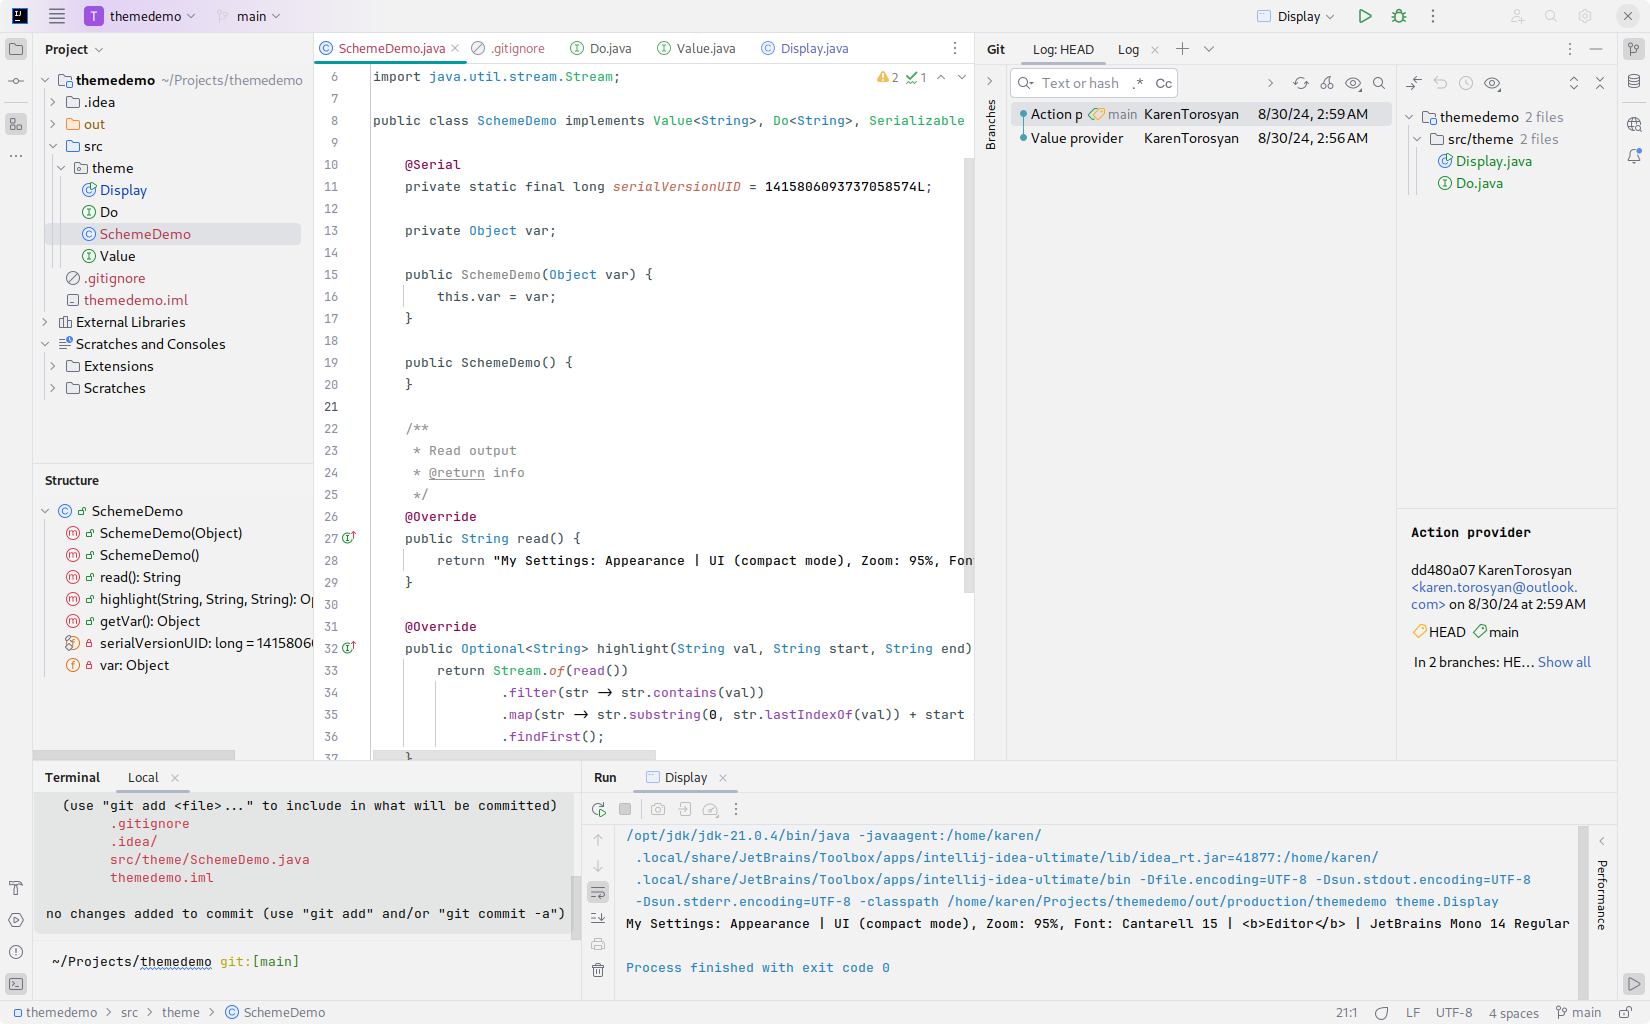 T themedemo main
Display
Project
themedemo ~/Projects/themedemo
.idea
out
src
theme
Display
Do
SchemeDemo
Value
.gitignore
themedemo.iml
External Libraries
Scratches and Consoles
Extensions
Scratches
Structure
SchemeDemo
SchemeDemo(Object)
SchemeDemo()
read(): String
highlight(String, String, String): Op
getVar(): Object
serialVersionUID: long = 14158060
var: Object
SchemeDemo.java .gitignore Do.java Value.java Display.java
2 1
6 import java.util.stream.Stream;
7
8 public class SchemeDemo implements Value<String>, Do<String>, Serializable
9
10 @Serial
11 private static final long serialVersionUID = 1415806093737058574L;
12
13 private Object var;
14
15 public SchemeDemo(Object var) {
16 this.var = var;
17 }
18
19 public SchemeDemo() {
20 }
21
22 /**
23 * Read output
24 * @return info
25 */
26 @Override
27 public String read() {
28 return "My Settings: Appearance | UI (compact mode), Zoom: 95%, Fon
29 }
30
31 @Override
32 public Optional<String> highlight(String val, String start, String end)
33 return Stream.of(read())
34 .filter(str -> str.contains(val))
35 .map(str -> str.substring(0, str.lastIndexOf(val)) + start
36 .findFirst();
37 }
Git Log: HEAD Log
Branches
Text or hash .* Cc
Action p main KarenTorosyan 8/30/24, 2:59 AM
Value provider KarenTorosyan 8/30/24, 2:56 AM
themedemo 2 files
src/theme 2 files
Display.java
Do.java
Action provider
dd480a07 KarenTorosyan
<karen.torosyan@outlook.
com> on 8/30/24 at 2:59 AM
HEAD main
In 2 branches: HE... Show all
Terminal Local
(use "git add <file>..." to include in what will be committed)
.gitignore
.idea/
src/theme/SchemeDemo.java
themedemo.iml
no changes added to commit (use "git add" and/or "git commit -a")
~/Projects/themedemo git:[main]
Run Display
/opt/jdk/jdk-21.0.4/bin/java -javaagent:/home/karen/
.local/share/JetBrains/Toolbox/apps/intellij-idea-ultimate/lib/idea_rt.jar=41877:/home/karen/
.local/share/JetBrains/Toolbox/apps/intellij-idea-ultimate/bin -Dfile.encoding=UTF-8 -Dsun.stdout.encoding=UTF-8
-Dsun.stderr.encoding=UTF-8 -classpath /home/karen/Projects/themedemo/out/production/themedemo theme.Display
My Settings: Appearance | UI (compact mode), Zoom: 95%, Font: Cantarell 15 | <b>Editor</b> | JetBrains Mono 14 Regular
Process finished with exit code 0
Performance
themedemo > src > theme > SchemeDemo
21:1 LF UTF-8 4 spaces main